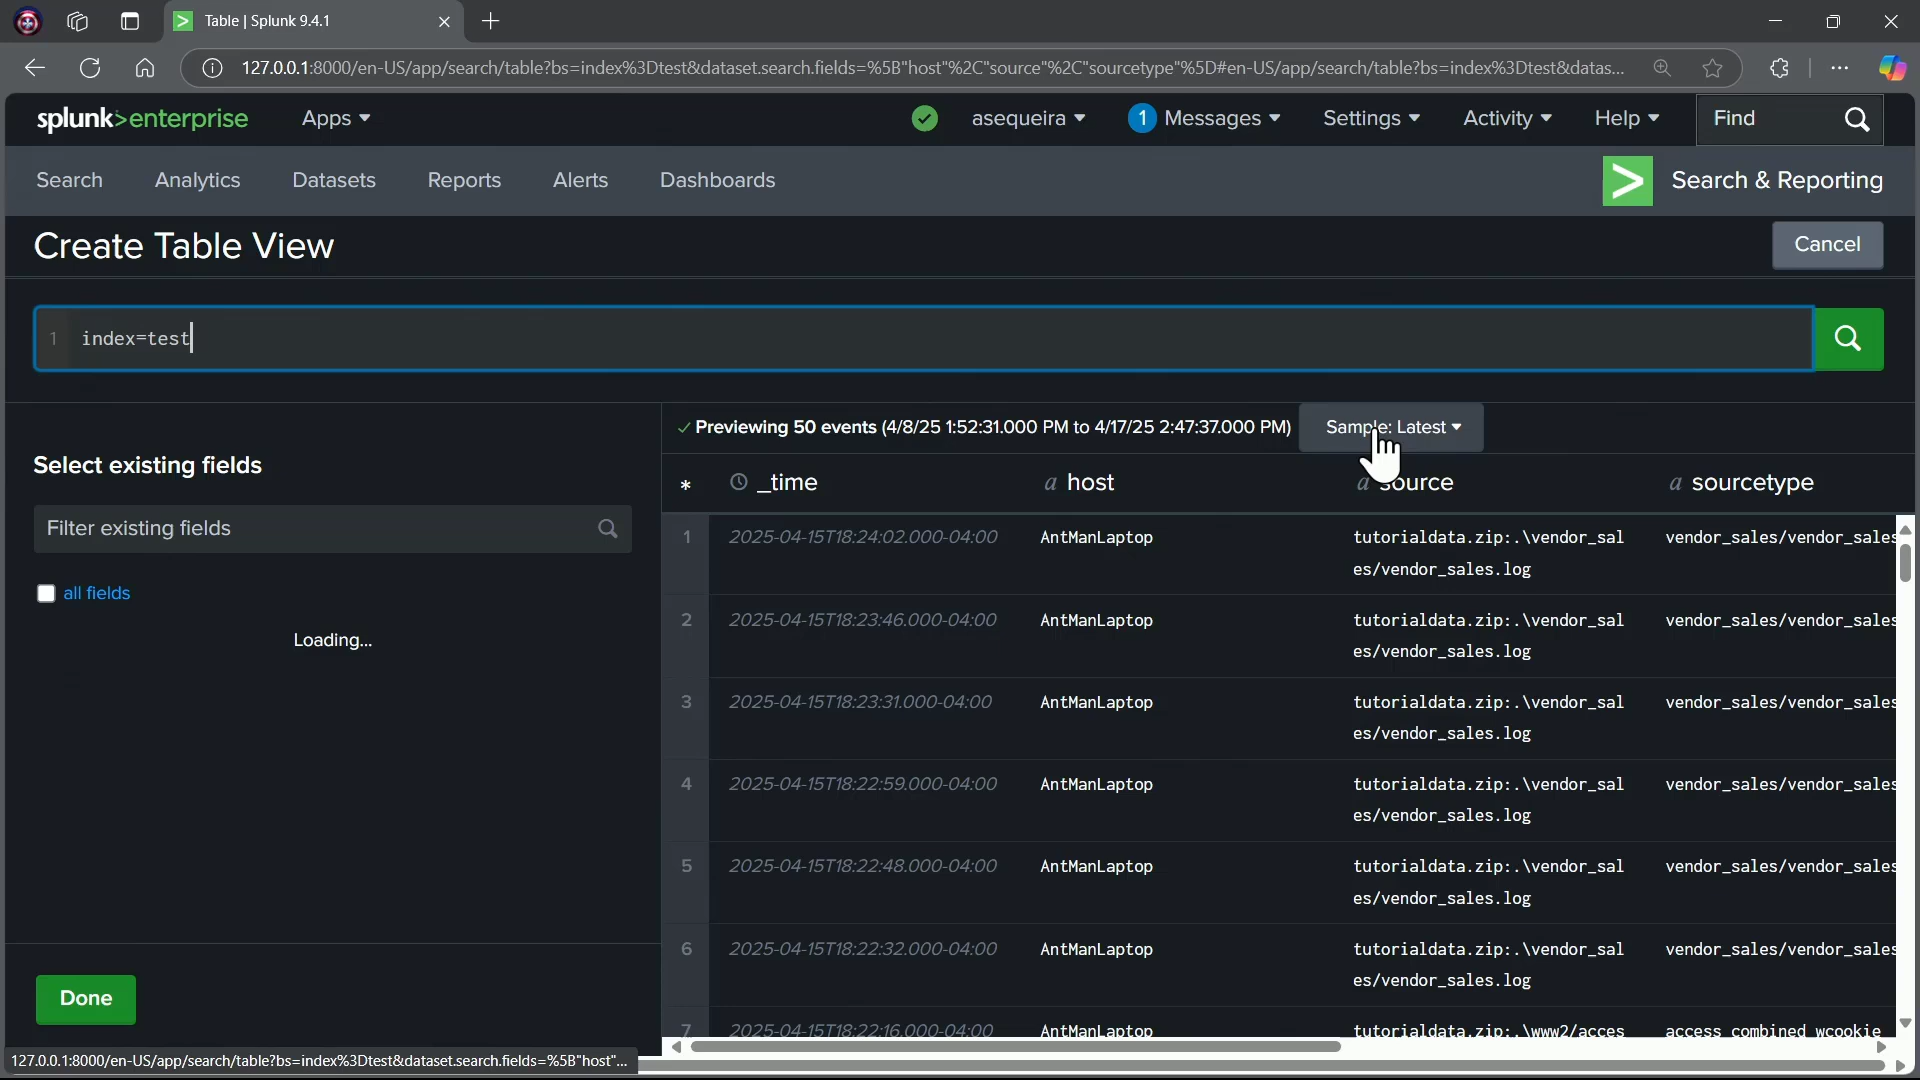 Table | Splunk 9.4.1
127.0.0.1:8000/en-US/app/search/table?bs=index%3Dtest&dataset.search.fields=%5B"host"%2C"source"%2C"sourcetype"%5D#en-US/app/search/table?bs=index%3Dtest&datas...
splunk>enterprise Apps asequeira 1 Messages Settings Activity Help Find
Search Analytics Datasets Reports Alerts Dashboards Search & Reporting
Create Table View Cancel
1 index=test
Previewing 50 events (4/8/25 1:52:31.000 PM to 4/17/25 2:47:37.000 PM) Sample: Latest
Select existing fields
* _time a host a source a sourcetype
Filter existing fields
all fields
Loading...
1 2025-04-15T18:24:02.000-04:00 AntManLaptop tutorialdata.zip:.\vendor_sal vendor_sales/vendor_sales
es/vendor_sales.log
2 2025-04-15T18:23:46.000-04:00 AntManLaptop tutorialdata.zip:.\vendor_sal vendor_sales/vendor_sales
es/vendor_sales.log
3 2025-04-15T18:23:31.000-04:00 AntManLaptop tutorialdata.zip:.\vendor_sal vendor_sales/vendor_sales
es/vendor_sales.log
4 2025-04-15T18:22:59.000-04:00 AntManLaptop tutorialdata.zip:.\vendor_sal vendor_sales/vendor_sales
es/vendor_sales.log
5 2025-04-15T18:22:48.000-04:00 AntManLaptop tutorialdata.zip:.\vendor_sal vendor_sales/vendor_sales
es/vendor_sales.log
6 2025-04-15T18:22:32.000-04:00 AntManLaptop tutorialdata.zip:.\vendor_sal vendor_sales/vendor_sales
es/vendor_sales.log
7 2025-04-15T18:22:16.000-04:00 AntManLaptop tutorialdata.zip:.\www2/acces access_combined_wcookie
Done
127.0.0.1:8000/en-US/app/search/table?bs=index%3Dtest&dataset.search.fields=%5B"host"...